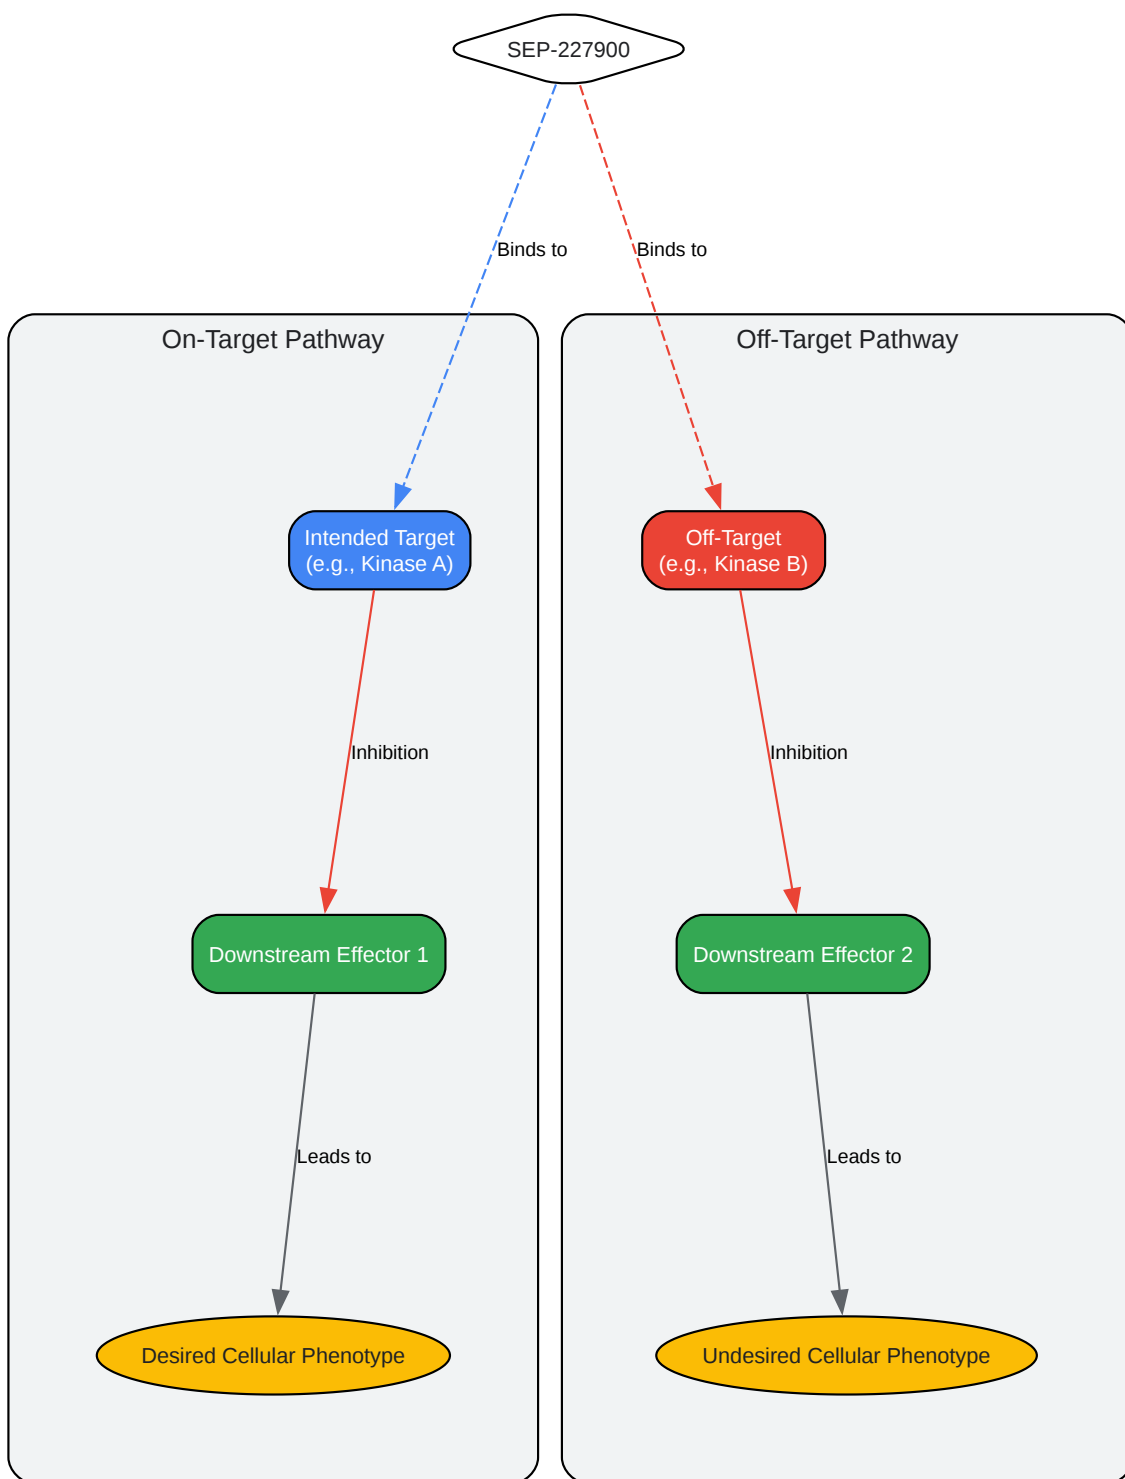 SEP-227900
Binds to
Binds to
On-Target Pathway
Off-Target Pathway
Intended Target
(e.g., Kinase A)
Off-Target
(e.g., Kinase B)
Inhibition
Inhibition
Downstream Effector 1
Downstream Effector 2
Leads to
Leads to
Desired Cellular Phenotype
Undesired Cellular Phenotype